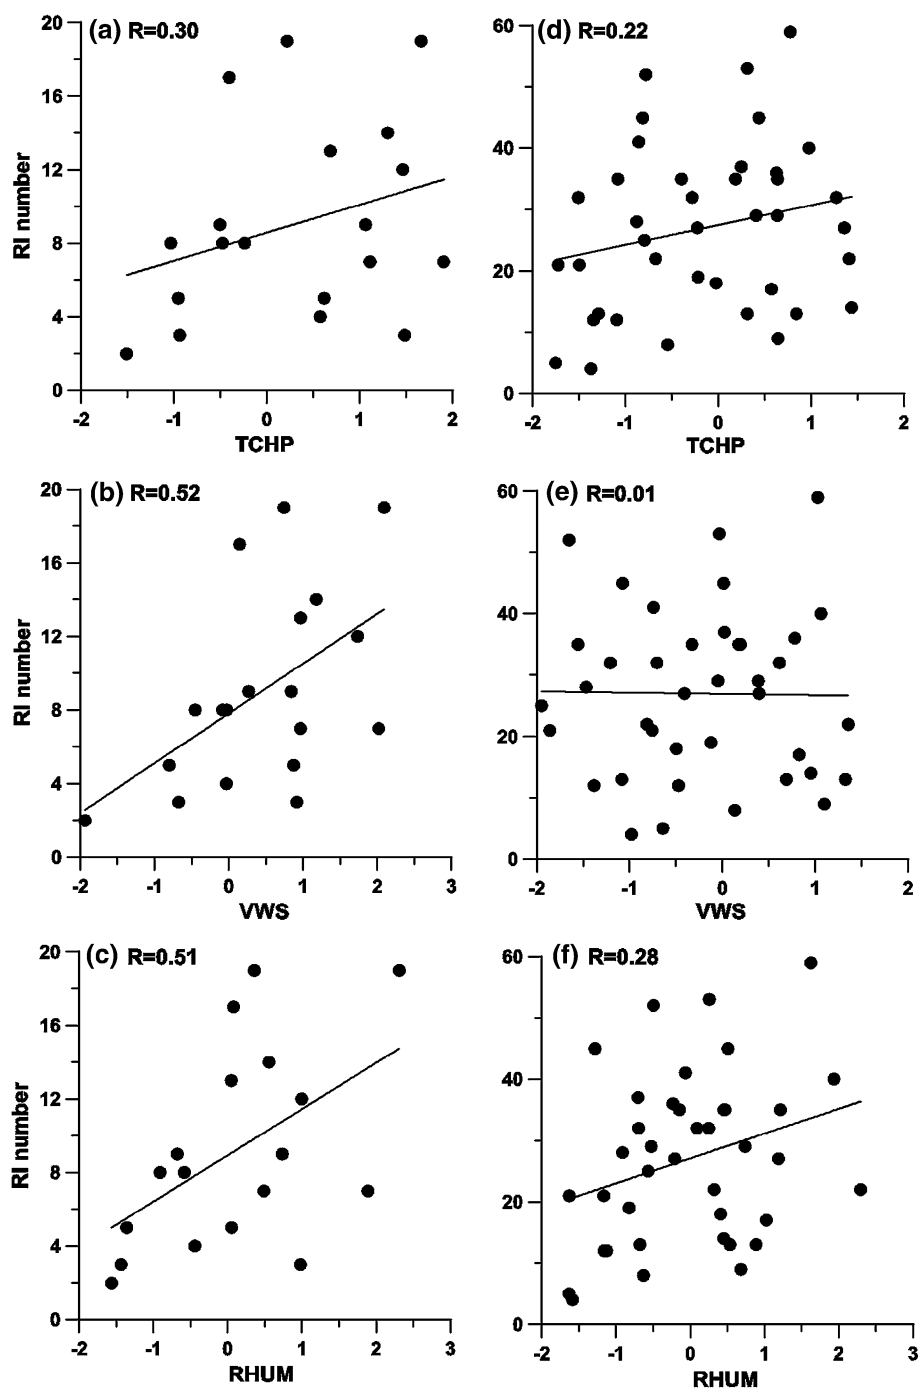 (a) R=0.30
20
16
12
8
4
0
RI number
-2 -1 0 1 2
TCHP
(d) R=0.22
60
40
20
0
-2 -1 0 1 2
TCHP
(b) R=0.52
20
16
12
8
4
0
RI number
-2 -1 0 1 2 3
VWS
(e) R=0.01
60
40
20
0
-2 -1 0 1 2
VWS
(c) R=0.51
20
16
12
8
4
0
RI number
-2 -1 0 1 2 3
RHUM
(f) R=0.28
60
40
20
0
-2 -1 0 1 2 3
RHUM